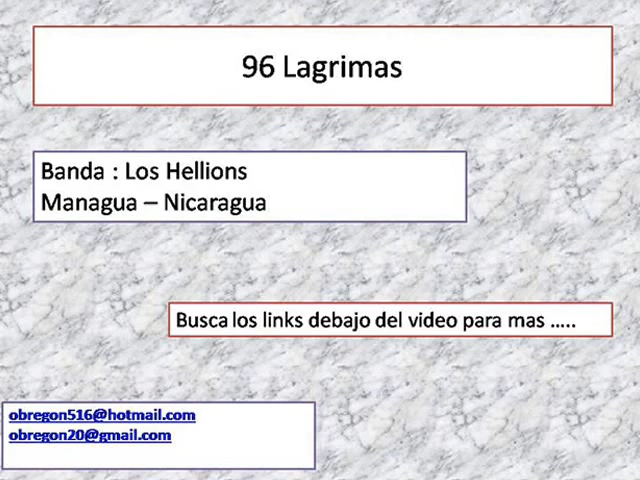 96 Lagrimas
Banda : Los Hellions
Managua – Nicaragua
Busca los links debajo del video para mas …..
obregon516@hotmail.com
obregon20@gmail.com